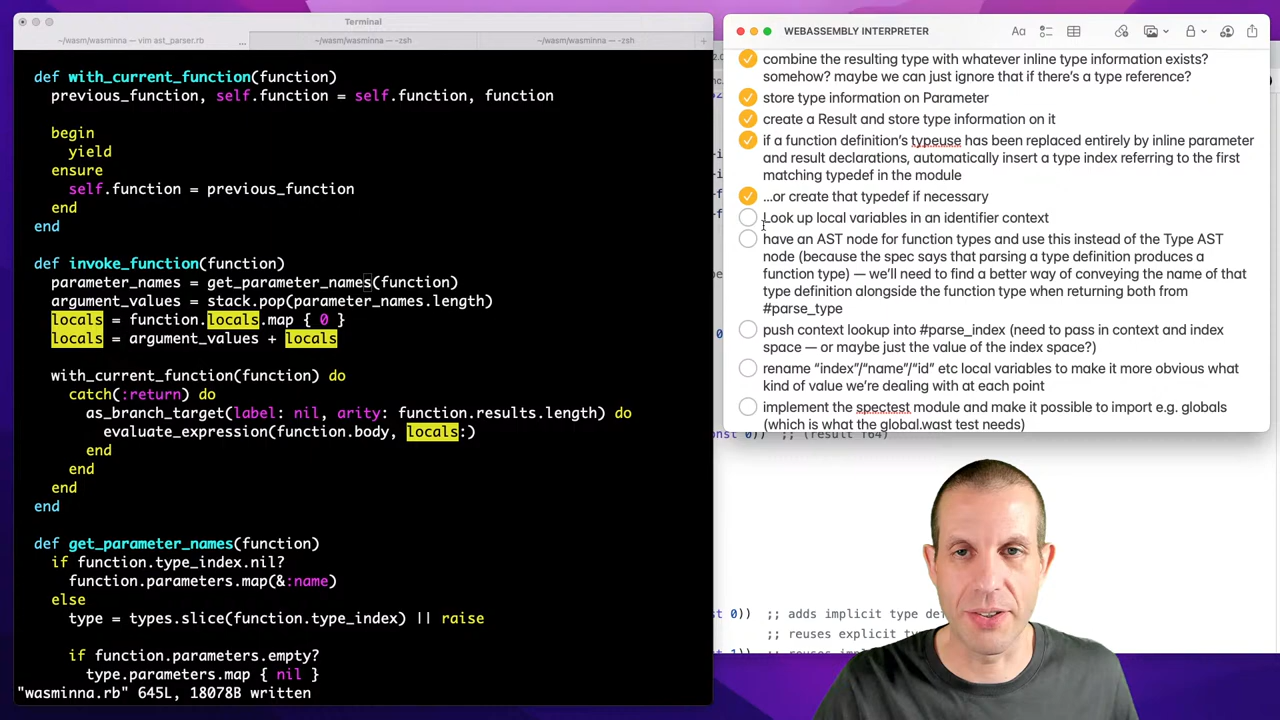 Terminal
~/wasm/wasminna — vim ast_parser.rb
...
~/wasm/wasminna — -zsh
~/wasm/wasminna — -zsh
+
def with_current_function(function)
previous_function, self.function = self.function, function
begin
yield
ensure
self.function = previous_function
end
end
def invoke_function(function)
parameter_names = get_parameter_names(function)
argument_values = stack.pop(parameter_names.length)
locals = function.locals.map { 0 }
locals = argument_values + locals
with_current_function(function) do
catch(:return) do
as_branch_target(label: nil, arity: function.results.length) do
evaluate_expression(function.body, locals:)
end
end
end
end
def get_parameter_names(function)
if function.type_index.nil?
function.parameters.map(&:name)
else
type = types.slice(function.type_index) || raise
if function.parameters.empty?
type.parameters.map { nil }
"wasminna.rb" 645L, 18078B written
WEBASSEMBLY INTERPRETER
Aa
combine the resulting type with whatever inline type information exists?
somehow? maybe we can just ignore that if there's a type reference?
store type information on Parameter
create a Result and store type information on it
if a function definition's typeuse has been replaced entirely by inline parameter
and result declarations, automatically insert a type index referring to the first
matching typedef in the module
...or create that typedef if necessary
Look up local variables in an identifier context
have an AST node for function types and use this instead of the Type AST
node (because the spec says that parsing a type definition produces a
function type) — we'll need to find a better way of conveying the name of that
type definition alongside the function type when returning both from
#parse_type
push context lookup into #parse_index (need to pass in context and index
space — or maybe just the value of the index space?)
rename "index"/"name"/"id" etc local variables to make it more obvious what
kind of value we're dealing with at each point
implement the spectest module and make it possible to import e.g. globals
(which is what the global.wast test needs)
onst 0)) ;; (result f64)
nst 0)) ;; adds implicit type de
;; reuses explicit ty